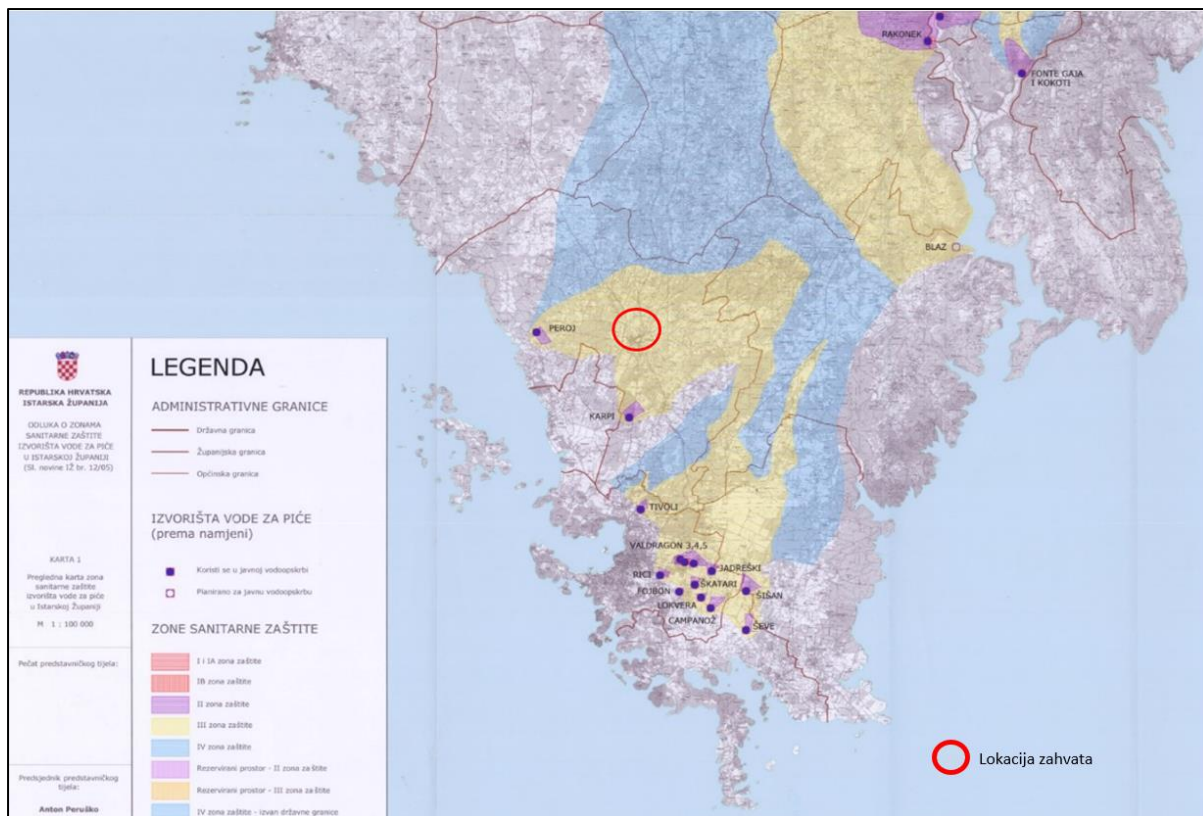 RAKONEK
FONTE GAJA
I KOKOTI
BLAZ
PEROJ
KARPI
TIVOLI
VALDRAGON 3,4,5
JADREŠKI
RICI
ŠKATARI
FOJBON
ŠIŠAN
LOKVERA
CAMPANOŽ
ŠEVE
REPUBLIKA HRVATSKA
ISTARSKA ŽUPANIJA
ODLUKA O ZONAMA
SANITARNE ZAŠTITE
IZVORIŠTA VODE ZA PIĆE
U ISTARSKOJ ŽUPANIJI
(Sl. novine IŽ br. 12/05)
KARTA 1
Pregledna karta zona
sanitarne zaštite
izvorišta vode za piće
u Istarskoj Županiji
M 1 : 100 000
Pečat predstavničkog tijela:
Predsjednik predstavničkog
tijela:
Anton Peruško
LEGENDA
ADMINISTRATIVNE GRANICE
Državna granica
Županijska granica
Općinska granica
IZVORIŠTA VODE ZA PIĆE
(prema namjeni)
Koristi se u javnoj vodoopskrbi
Planirano za javnu vodoopskrbu
ZONE SANITARNE ZAŠTITE
I i IA zona zaštite
IB zona zaštite
II zona zaštite
III zona zaštite
IV zona zaštite
Rezervirani prostor - II zona zaštite
Rezervirani prostor - III zona zaštite
IV zona zaštite - izvan državne granice
Lokacija zahvata